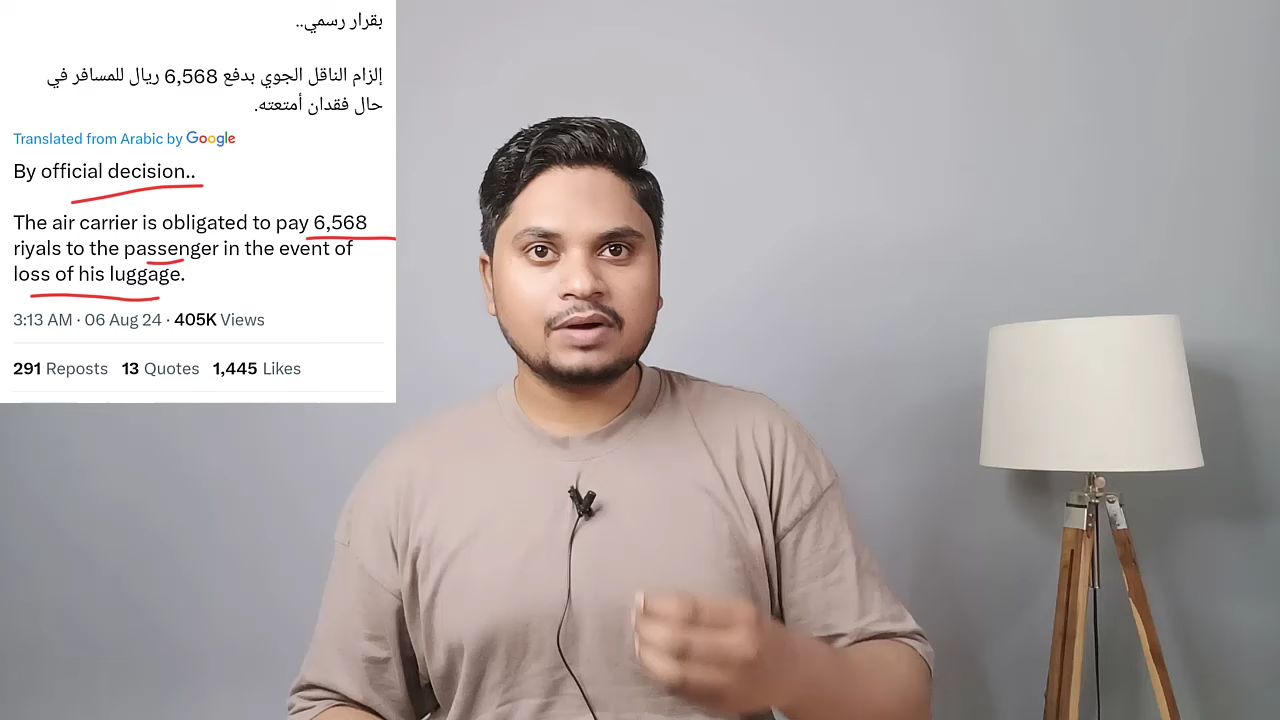 بقرار رسمي..
إلزام الناقل الجوي بدفع 6,568 ريال للمسافر في
حال فقدان أمتعته.
Translated from Arabic by Google
By official decision..
The air carrier is obligated to pay 6,568
riyals to the passenger in the event of
loss of his luggage.
3:13 AM · 06 Aug 24 · 405K Views
291 Reposts 13 Quotes 1,445 Likes